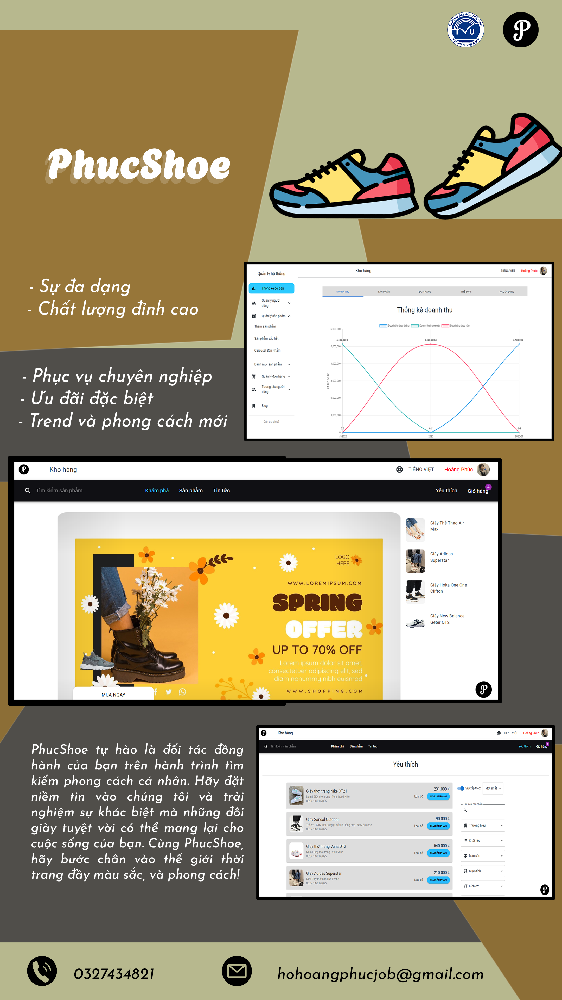 TRƯỜNG ĐẠI HỌC TRÀ VINH
TVU
TRA VINH UNIVERSITY
P
PhucShoe
- Sự đa dạng
- Chất lượng đỉnh cao
- Phục vụ chuyên nghiệp
- Ưu đãi đặc biệt
- Trend và phong cách mới
Quản lý hệ thống
Kho hàng
TIẾNG VIỆT
Hoàng Phúc
Thống kê cơ bản
Quản lý người
dùng
Quản lý sản phẩm
Thêm sản phẩm
Sản phẩm sắp hết
Carousel Sản Phẩm
Danh mục sản phẩm
Quản lý đơn hàng
Tương tác người
dùng
Blog
Cần trợ giúp?
DOANH THU
SẢN PHẨM
ĐƠN HÀNG
THỂ LOẠI
NGƯỜI DÙNG
Thống kê doanh thu
Doanh thu theo tháng
Doanh thu theo ngày
Doanh thu theo năm
Số tiền (VND)
6,000,000
5,000,000
4,000,000
3,000,000
2,000,000
1,000,000
0
5.130.000 đ
5.130.000 đ
5.130.000
0 đ
0 đ
0 đ
1/1/2025
2025
2025-01
P
Kho hàng
TIẾNG VIỆT
Hoàng Phúc
Tìm kiếm sản phẩm
Khám phá
Sản phẩm
Tin tức
Yêu thích
Giỏ hàng
4
LOGO
HERE
WWW.LOREMIPSUM.COM
SPRING
OFFER
UP TO 70% OFF
Lorem ipsum dolor sit amet,
consectetuer adipiscing elit, sed
diam nonummy nibh euismod
WWW.SHOPPING.COM
MUA NGAY
Giày Thể Thao Air
Max
Giày Adidas
Superstar
Giày Hoka One One
Clifton
Giày New Balance
Geter OT2
P
PhucShoe tự hào là đối tác đồng
hành của bạn trên hành trình tìm
kiếm phong cách cá nhân. Hãy đặt
niềm tin vào chúng tôi và trải
nghiệm sự khác biệt mà những đôi
giày tuyệt vời có thể mang lại cho
cuộc sống của bạn. Cùng PhucShoe,
hãy bước chân vào thế giới thời
trang đầy màu sắc, và phong cách!
P
Kho hàng
TIẾNG VIỆT
Hoàng Phúc
Tìm kiếm sản phẩm
Khám phá
Sản phẩm
Tin tức
Yêu thích
Giỏ hàng
4
Yêu thích
Giày thời trang Nike OT21
Nam | Giày thời trang | Tổng hợp | Nike
00:04 14/01/2025
231.000 đ
Loại bỏ
XEM SẢN PHẨM
Giày Sandal Outdoor
Trẻ em | Giày thời trang | Chất liệu tổng hợp | New Balance
00:04 14/01/2025
90.000 đ
Loại bỏ
XEM SẢN PHẨM
Giày thời trang Vans OT2
Nam | Giày thời trang | Vải | Vans
00:04 14/01/2025
540.000 đ
Loại bỏ
XEM SẢN PHẨM
Giày Adidas Superstar
Nữ | Giày thể thao | Da | Vans
00:04 14/01/2025
210.000 đ
Loại bỏ
XEM SẢN PHẨM
Sắp xếp theo:
Mới nhất
Tìm kiếm sản phẩm
Thương hiệu
Chất liệu
Màu sắc
Mục đích
Kích cỡ
P
0327434821
hohoangphucjob@gmail.com